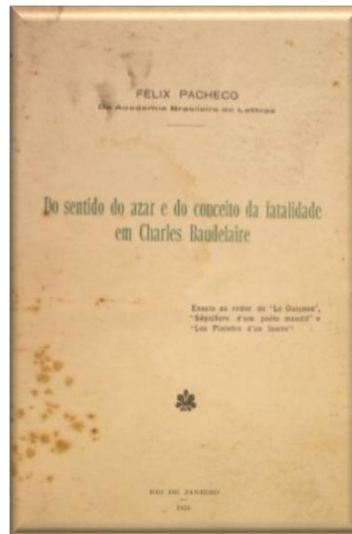 FELIX PACHECO
Da Academia Brasileira de Lettras
Do sentido do azar e do conceito da fatalidade
em Charles Baudelaire
Ensaio ao redor de "Le Guignon",
"Sépulture d'un poète maudit" e
"Les Plaintes d'un Icare"
RIO DE JANEIRO